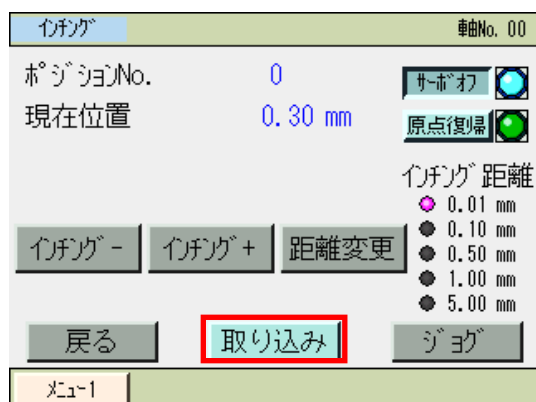 インチング 軸No. 00
ポジションNo. 0 サーボオフ
現在位置 0.30 mm 原点復帰
インチング距離
0.01 mm
0.10 mm
インチング- インチング+ 距離変更 0.50 mm
1.00 mm
5.00 mm
戻る 取り込み ジョグ
メニュー1